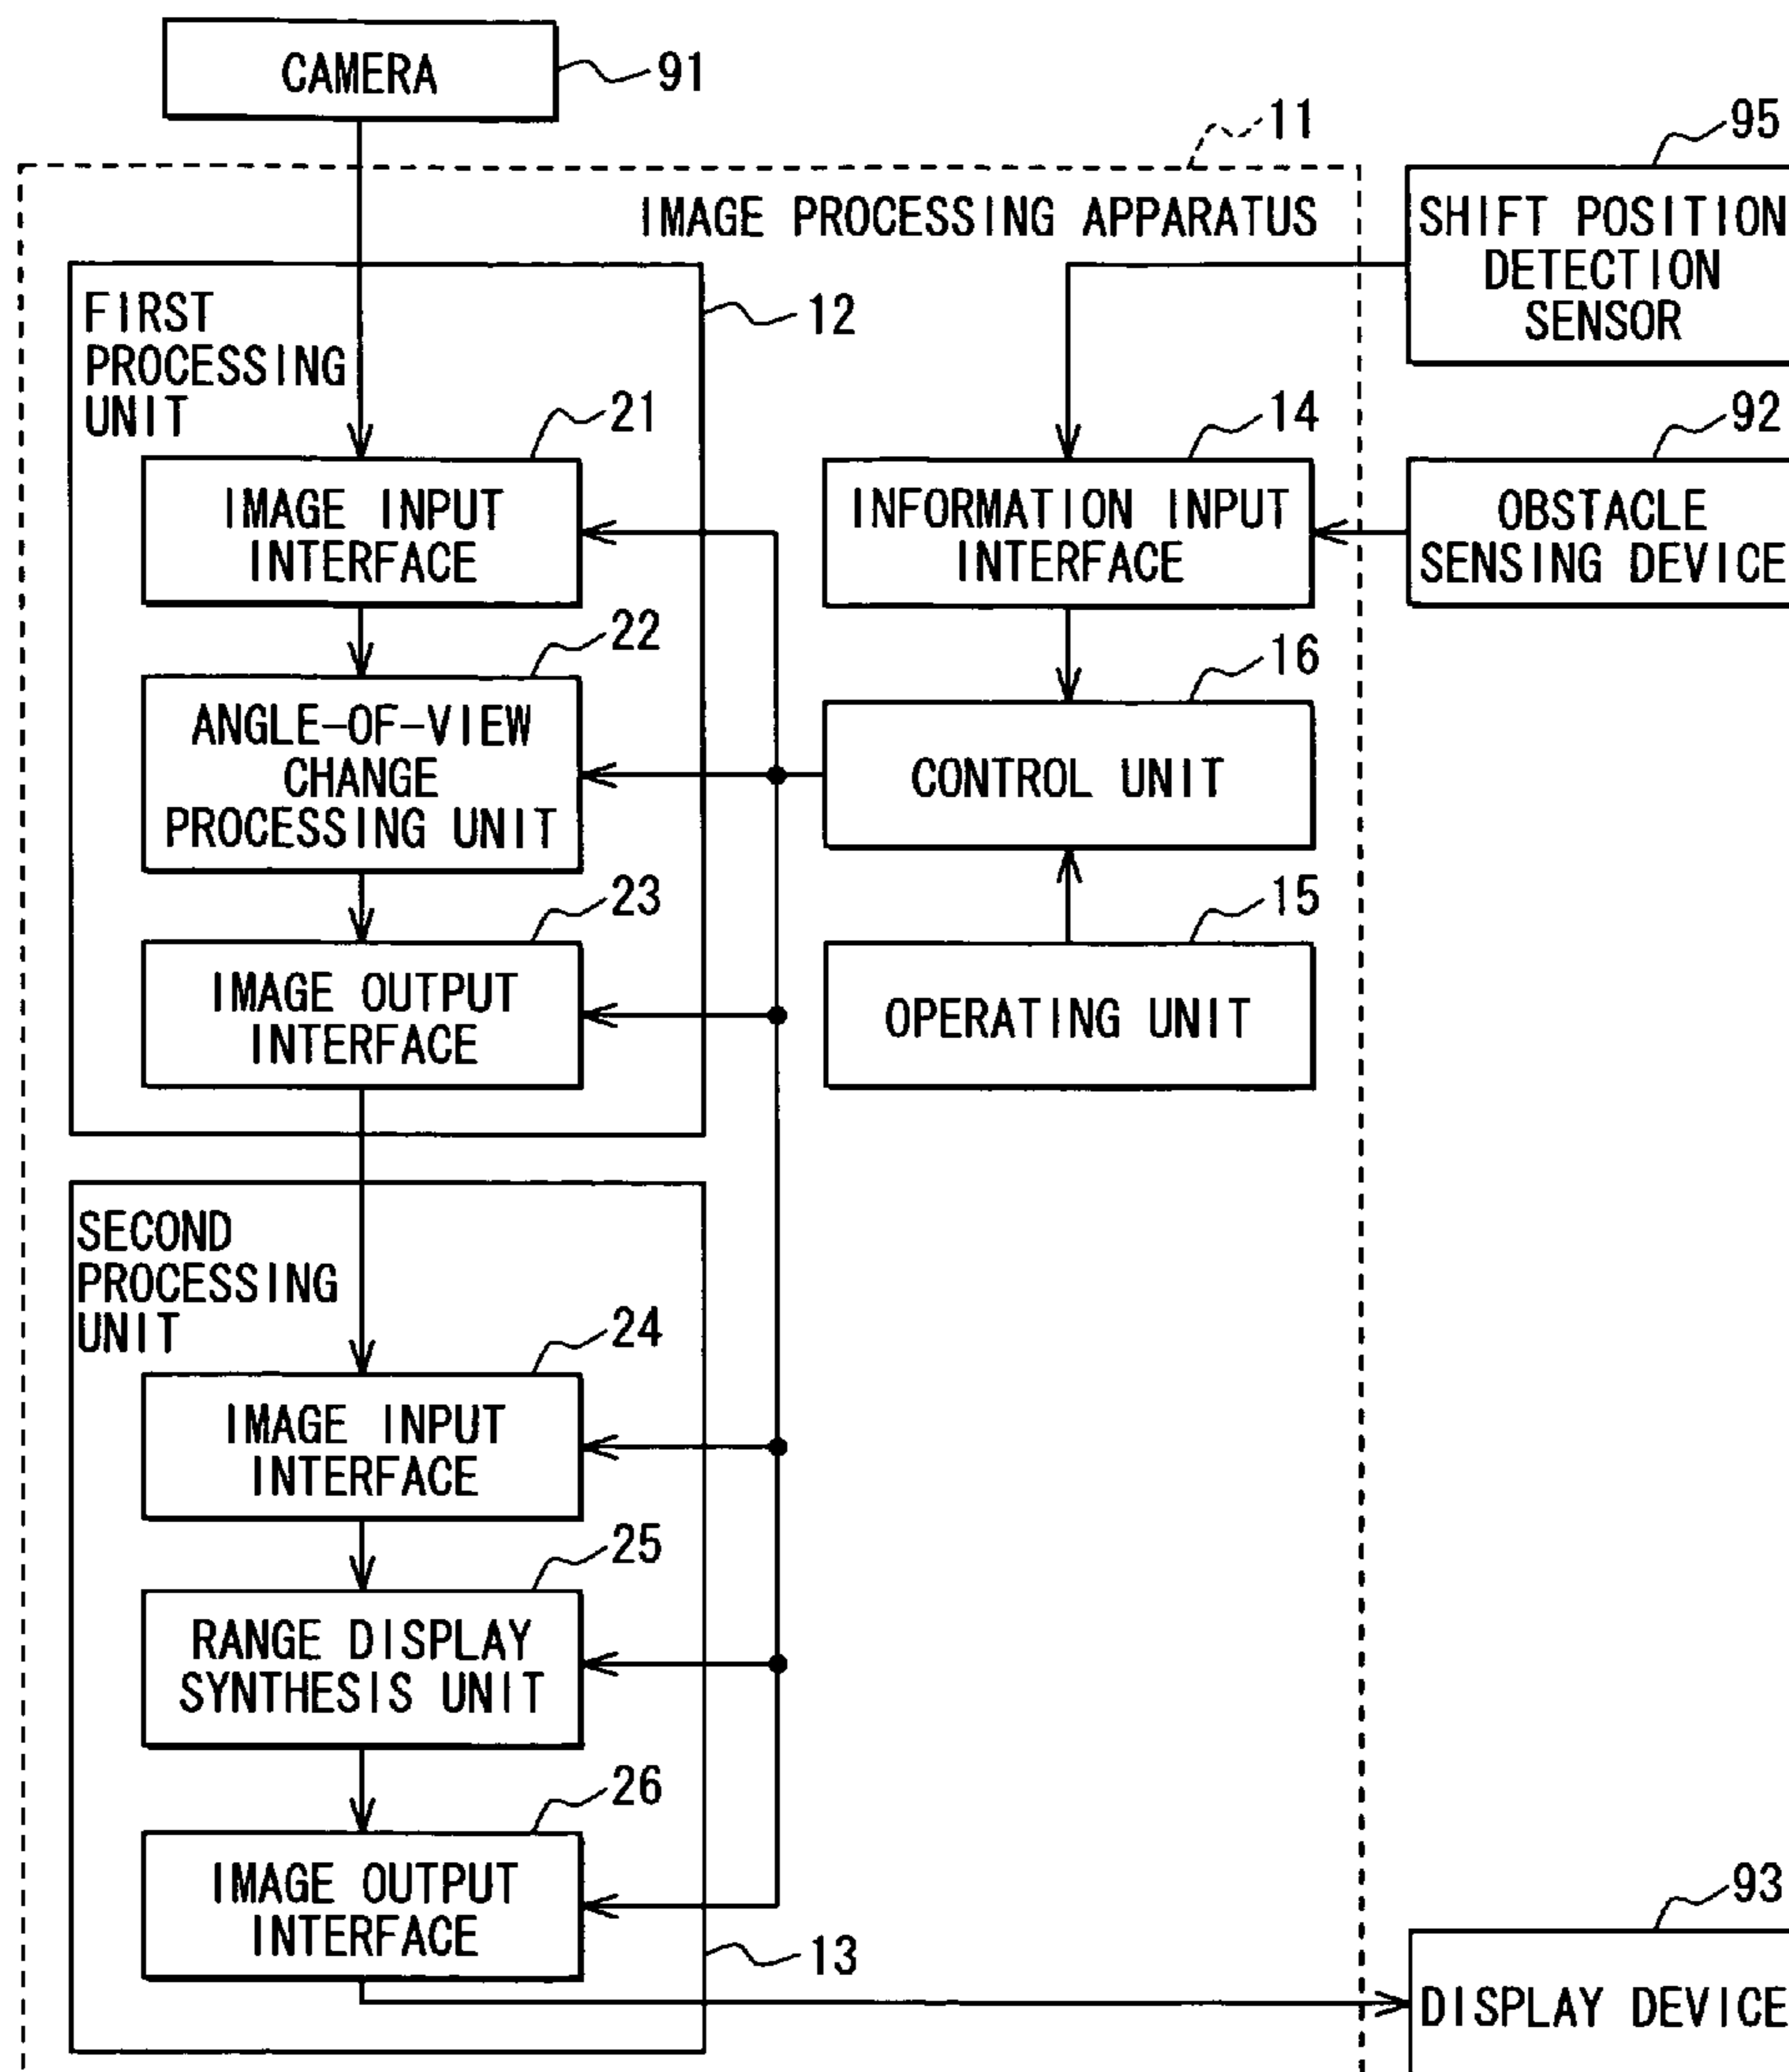 CAMERA
91
11
95
IMAGE PROCESSING APPARATUS
SHIFT POSITION
DETECTION
SENSOR
FIRST
PROCESSING
UNIT
12
21
14
92
IMAGE INPUT
INTERFACE
INFORMATION INPUT
INTERFACE
OBSTACLE
SENSING DEVICE
22
16
ANGLE-OF-VIEW
CHANGE
PROCESSING UNIT
CONTROL UNIT
23
15
IMAGE OUTPUT
INTERFACE
OPERATING UNIT
SECOND
PROCESSING
UNIT
24
IMAGE INPUT
INTERFACE
25
RANGE DISPLAY
SYNTHESIS UNIT
26
93
IMAGE OUTPUT
INTERFACE
13
DISPLAY DEVICE